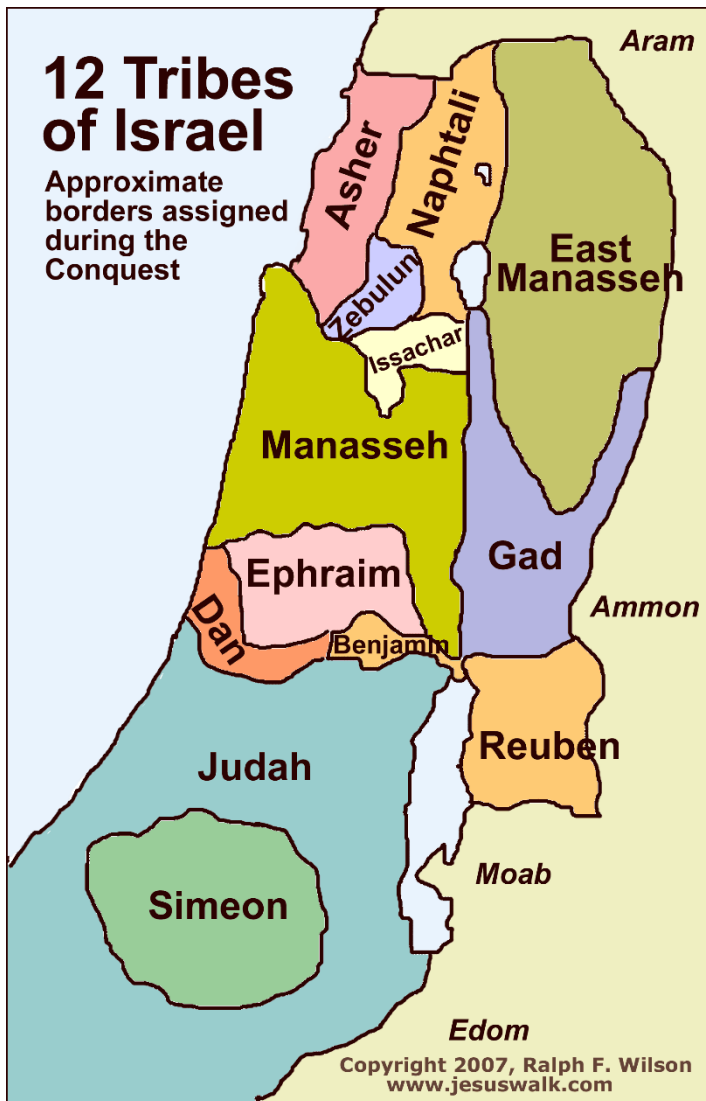 12 Tribes
of Israel
Approximate
borders assigned
during the
Conquest
Aram
Asher
Naphtali
East
Manasseh
Zebulun
Issachar
Manasseh
Ephraim
Gad
Dan
Benjamin
Ammon
Judah
Reuben
Simeon
Moab
Edom
Copyright 2007, Ralph F. Wilson
www.jesuswalk.com